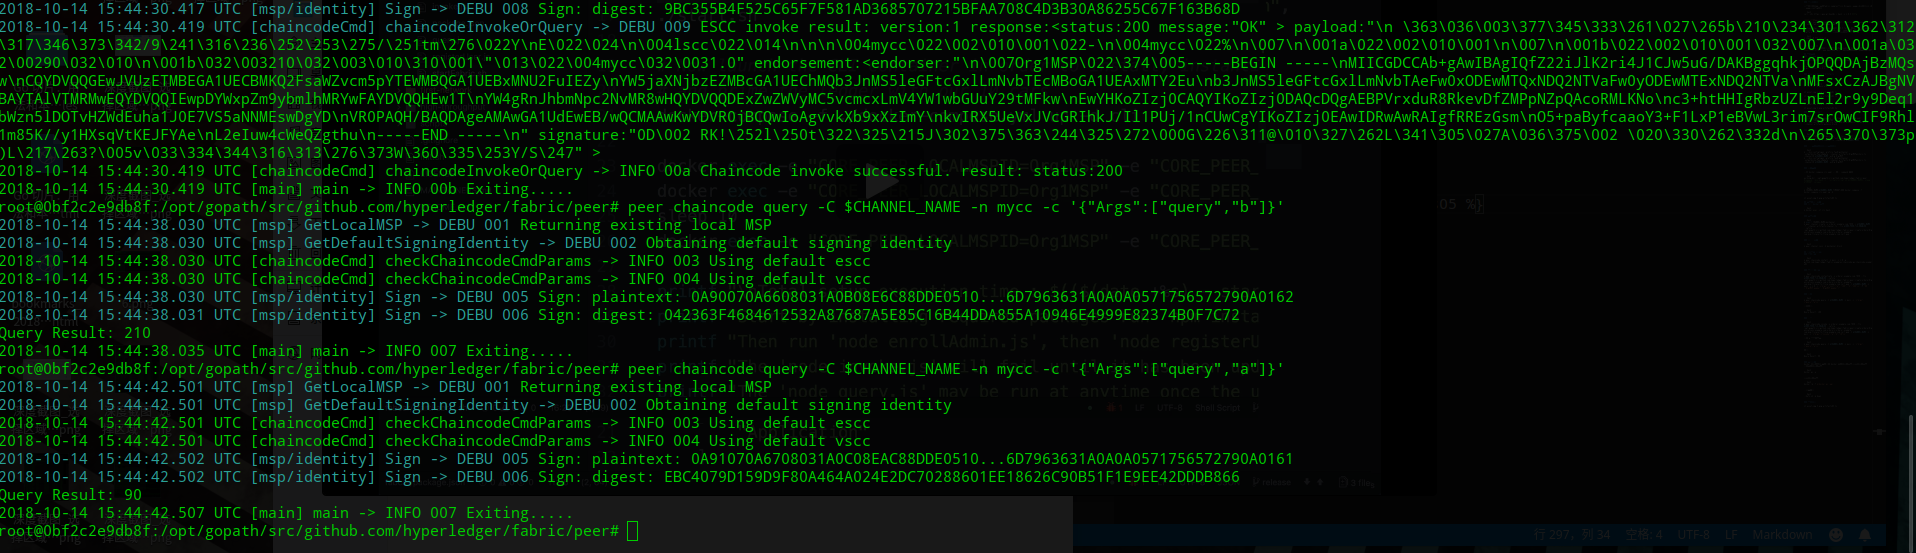 2018-10-14 15:44:30.417 UTC [msp/identity] Sign -> DEBU 008 Sign: digest: 9BC355B4F525C65F7F581AD3685707215BFAA708C4D3B30A86255C67F163B68D
2018-10-14 15:44:30.419 UTC [chaincodeCmd] chaincodeInvokeOrQuery -> DEBU 009 ESCC invoke result: version:1 response:<status:200 message:"OK" > payload:"\n \363\036\003\377\345\333\261\027\265b\210\234\301\362\312
\317\346\373\342/9\241\316\236\252\253\275/\251tm\276\022Y\nE\022\024\n\004lscc\022\014\n\n\n\004mycc\022\002\010\001\022-\n\004mycc\022%\n\007\n\001a\022\002\010\001\n\007\n\001b\022\002\010\001\032\007\n\001a\032
\00290\032\010\n\001b\032\003210\032\003\010\310\001\"\013\022\004mycc\032\0031.0" endorsement:<endorser:"\n\007Org1MSP\022\374\005-----BEGIN -----\nMIICGDCCAb+gAwIBAgIQfZ22iJlK2ri4J1CJw5uG/DAKBggqhkjOPQQDAjBzMQs
w\nCQYDVQQGEwJVUzETMBEGA1UECBMKQ2FsaWZvcm5pYTEWMBQGA1UEBxMNU2FuIEZy\nYW5jaXNjbzEZMBcGA1UEChMQb3JnMS5leGFtcGxlLmNvbTEcMBoGA1UEAxMTY2Eu\nb3JnMS5leGFtcGxlLmNvbTAeFw0xODEwMTQxNDQ2NTVaFw0yODEwMTExNDQ2NTVa\nMFsxCzAJBgNV
BAYTAlVTMRMwEQYDVQQIEwpDYWxpZm9ybmlhMRYwFAYDVQQHEw1T\nYW4gRnJhbmNpc2NvMR8wHQYDVQQDExZwZWVyMC5vcmcxLmV4YW1wbGUuY29tMFkw\nEwYHKoZIzj0CAQYIKoZIzj0DAQcDQgAEBPVrxduR8RkevDfZMPpNZpQAcoRMLKNo\nc3+htHHIgRbzUZLnEl2r9y9Deq1
bWzn5lDOTvHZWdEuha1J0E7VS5aNNMEswDgYD\nVR0PAQH/BAQDAgeAMAwGA1UdEwEB/wQCMAAwKwYDVR0jBCQwIoAgvvkXb9xXzImY\nkvIRX5UeVxJVcGRIhkJ/Il1PUj/1nCUwCgYIKoZIzj0EAwIDRwAwRAIgfRREzGsm\nO5+paByfcaaoY3+F1LxP1eBVwL3rim7srOwCIF9Rhl
1m85K//y1HXsqVtKEJFYAe\nL2eIuw4cWeQZgthu\n-----END -----\n" signature:"0D\002 RK!\252l\250t\322\325\215J\302\375\363\244\325\272\000G\226\311@\010\327\262L\341\305\027A\036\375\002 \020\330\262\332d\n\265\370\373p
)L\217\263?\005v\033\334\344\316\313\276\373W\360\335\253Y/S\247" >
2018-10-14 15:44:30.419 UTC [chaincodeCmd] chaincodeInvokeOrQuery -> INFO 00a Chaincode invoke successful. result: status:200
2018-10-14 15:44:30.419 UTC [main] main -> INFO 00b Exiting.....
root@0bf2c2e9db8f:/opt/gopath/src/github.com/hyperledger/fabric/peer# peer chaincode query -C $CHANNEL_NAME -n mycc -c '{"Args":["query","b"]}'
2018-10-14 15:44:38.030 UTC [msp] GetLocalMSP -> DEBU 001 Returning existing local MSP
2018-10-14 15:44:38.030 UTC [msp] GetDefaultSigningIdentity -> DEBU 002 Obtaining default signing identity
2018-10-14 15:44:38.030 UTC [chaincodeCmd] checkChaincodeCmdParams -> INFO 003 Using default escc
2018-10-14 15:44:38.030 UTC [chaincodeCmd] checkChaincodeCmdParams -> INFO 004 Using default vscc
2018-10-14 15:44:38.030 UTC [msp/identity] Sign -> DEBU 005 Sign: plaintext: 0A90070A6608031A0B08E6C88DDE0510...6D7963631A0A0A0571756572790A0162
2018-10-14 15:44:38.031 UTC [msp/identity] Sign -> DEBU 006 Sign: digest: 042363F4684612532A87687A5E85C16B44DDA855A10946E4999E82374B0F7C72
Query Result: 210
2018-10-14 15:44:38.035 UTC [main] main -> INFO 007 Exiting.....
root@0bf2c2e9db8f:/opt/gopath/src/github.com/hyperledger/fabric/peer# peer chaincode query -C $CHANNEL_NAME -n mycc -c '{"Args":["query","a"]}'
2018-10-14 15:44:42.501 UTC [msp] GetLocalMSP -> DEBU 001 Returning existing local MSP
2018-10-14 15:44:42.501 UTC [msp] GetDefaultSigningIdentity -> DEBU 002 Obtaining default signing identity
2018-10-14 15:44:42.501 UTC [chaincodeCmd] checkChaincodeCmdParams -> INFO 003 Using default escc
2018-10-14 15:44:42.501 UTC [chaincodeCmd] checkChaincodeCmdParams -> INFO 004 Using default vscc
2018-10-14 15:44:42.502 UTC [msp/identity] Sign -> DEBU 005 Sign: plaintext: 0A91070A6708031A0C08EAC88DDE0510...6D7963631A0A0A0571756572790A0161
2018-10-14 15:44:42.502 UTC [msp/identity] Sign -> DEBU 006 Sign: digest: EBC4079D159D9F80A464A024E2DC70288601EE18626C90B51F1E9EE42DDDB866
Query Result: 90
2018-10-14 15:44:42.507 UTC [main] main -> INFO 007 Exiting.....
root@0bf2c2e9db8f:/opt/gopath/src/github.com/hyperledger/fabric/peer#
行 297, 列 34 空格: 4 UTF-8 LF Markdown